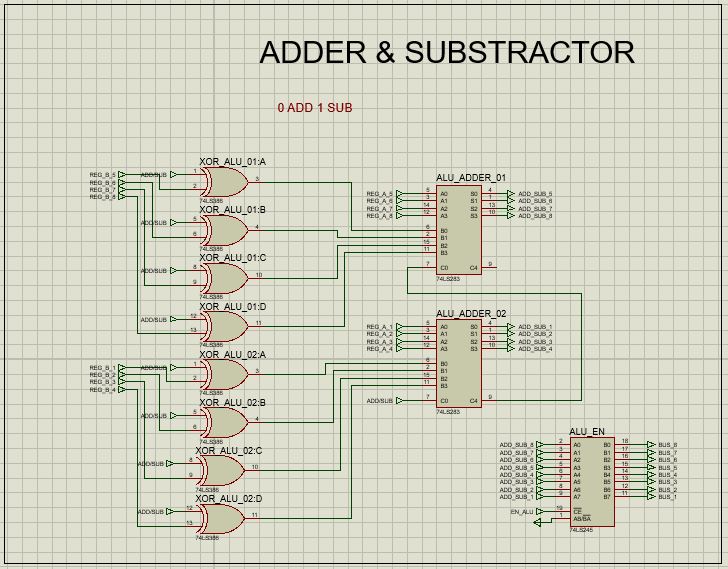 ADDER & SUBSTRACTOR
0 ADD 1 SUB
XOR_ALU_01:A
REG_B_5
REG_B_6
REG_B_7
REG_B_8
ADD/SUB
1
2
3
74LS386
XOR_ALU_01:B
ADD/SUB
5
6
4
74LS386
XOR_ALU_01:C
ADD/SUB
8
9
10
74LS386
XOR_ALU_01:D
ADD/SUB
12
13
11
74LS386
XOR_ALU_02:A
REG_B_1
REG_B_2
REG_B_3
REG_B_4
ADD/SUB
1
2
3
74LS386
XOR_ALU_02:B
ADD/SUB
5
6
4
74LS386
XOR_ALU_02:C
ADD/SUB
8
9
10
74LS386
XOR_ALU_02:D
ADD/SUB
12
13
11
74LS386
ALU_ADDER_01
REG_A_5 5 A0 S0 4 ADD_SUB_5
REG_A_6 3 A1 S1 1 ADD_SUB_6
REG_A_7 14 A2 S2 13 ADD_SUB_7
REG_A_8 12 A3 S3 10 ADD_SUB_8
6 B0
2 B1
15 B2
11 B3
7 C0 C4 9
74LS283
ALU_ADDER_02
REG_A_1 5 A0 S0 4 ADD_SUB_1
REG_A_2 3 A1 S1 1 ADD_SUB_2
REG_A_3 14 A2 S2 13 ADD_SUB_3
REG_A_4 12 A3 S3 10 ADD_SUB_4
6 B0
2 B1
15 B2
11 B3
ADD/SUB 7 C0 C4 9
74LS283
ALU_EN
ADD_SUB_8 2 A0 B0 18 BUS_8
ADD_SUB_7 3 A1 B1 17 BUS_7
ADD_SUB_6 4 A2 B2 16 BUS_6
ADD_SUB_5 5 A3 B3 15 BUS_5
ADD_SUB_4 6 A4 B4 14 BUS_4
ADD_SUB_3 7 A5 B5 13 BUS_3
ADD_SUB_2 8 A6 B6 12 BUS_2
ADD_SUB_1 9 A7 B7 11 BUS_1
EN_ALU 19 CE
1 AB/BA
74LS245